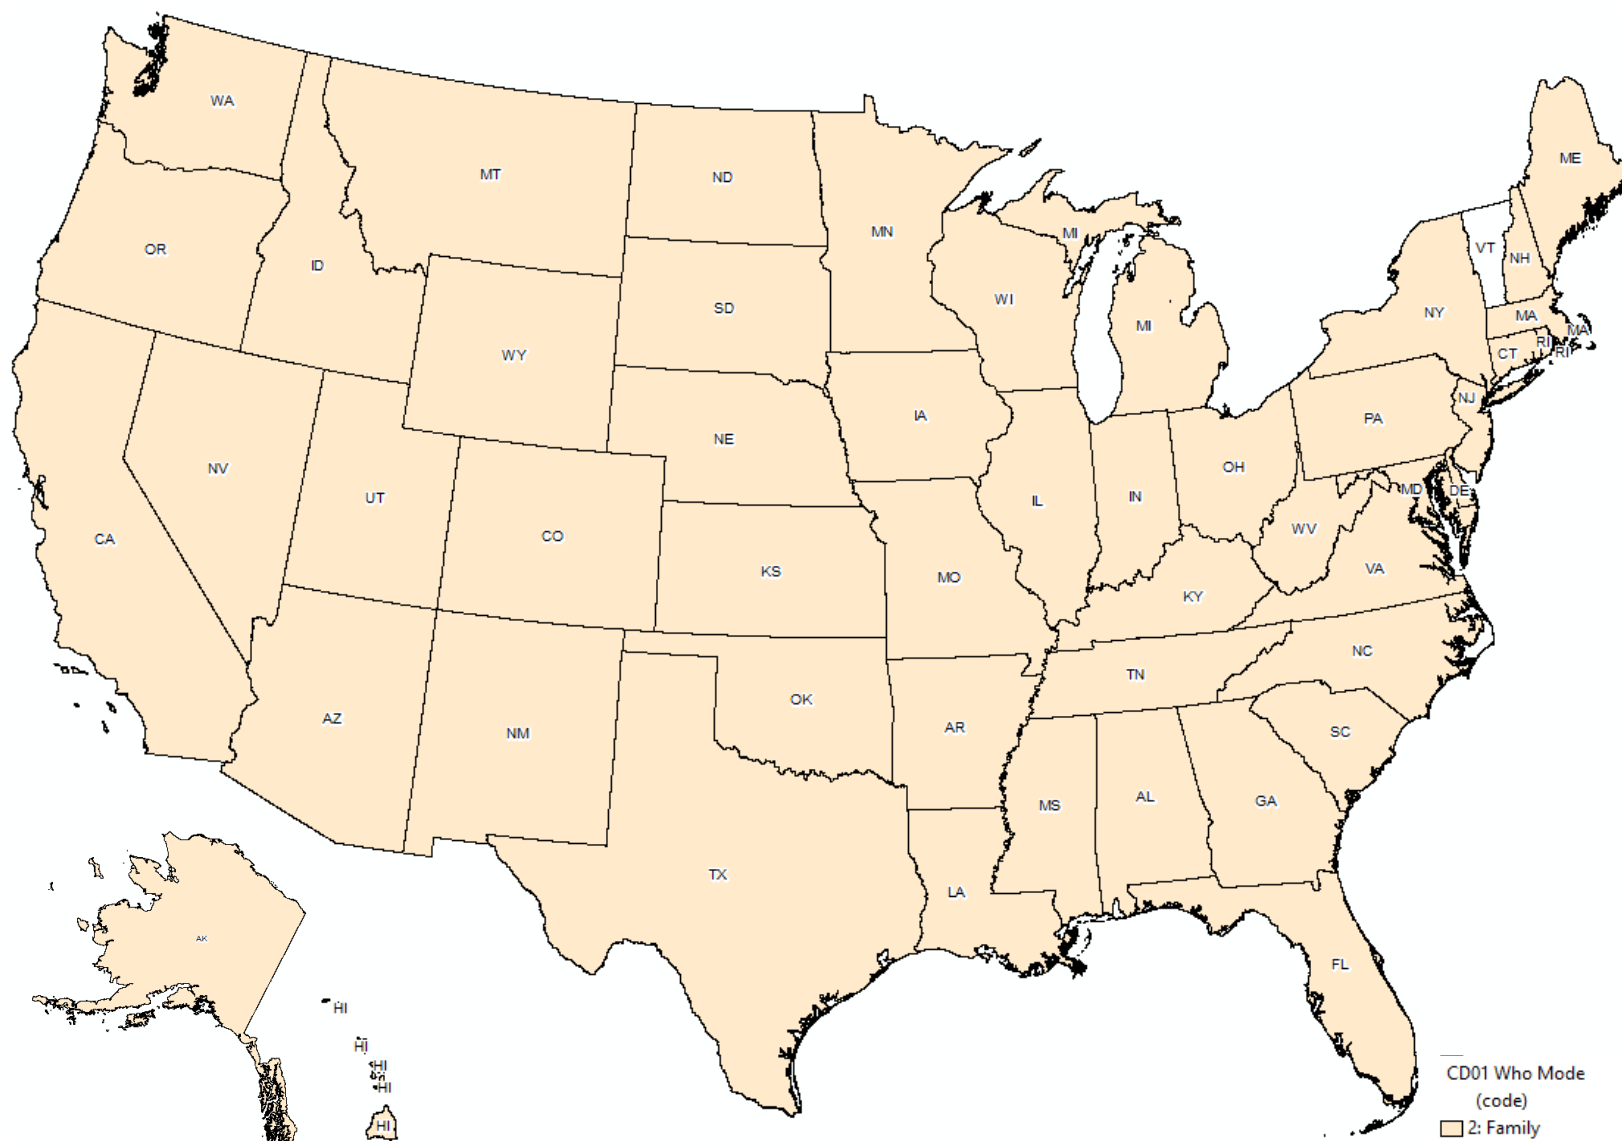 WA
MT
ND
ME
MN
MI
VT
NH
OR
ID
SD
WI
MI
NY
MA
MA
RI
RI
CT
WY
IA
NJ
PA
NE
NV
UT
OH
MD
DE
IL
IN
WV
CA
CO
KS
MO
VA
KY
NC
TN
AZ
NM
OK
AR
SC
MS
AL
GA
TX
LA
AK
FL
HI
HI
HI
HI
HI
CD01 Who Mode
(code)
2: Family